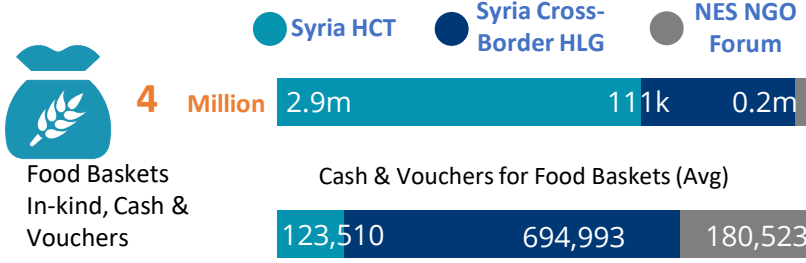 Syria HCT
Syria Cross-
Border HLG
NES NGO
Forum
4 Million
2.9m 111k 0.2m
Food Baskets
In-kind, Cash &
Vouchers
Cash & Vouchers for Food Baskets (Avg)
123,510 694,993 180,523